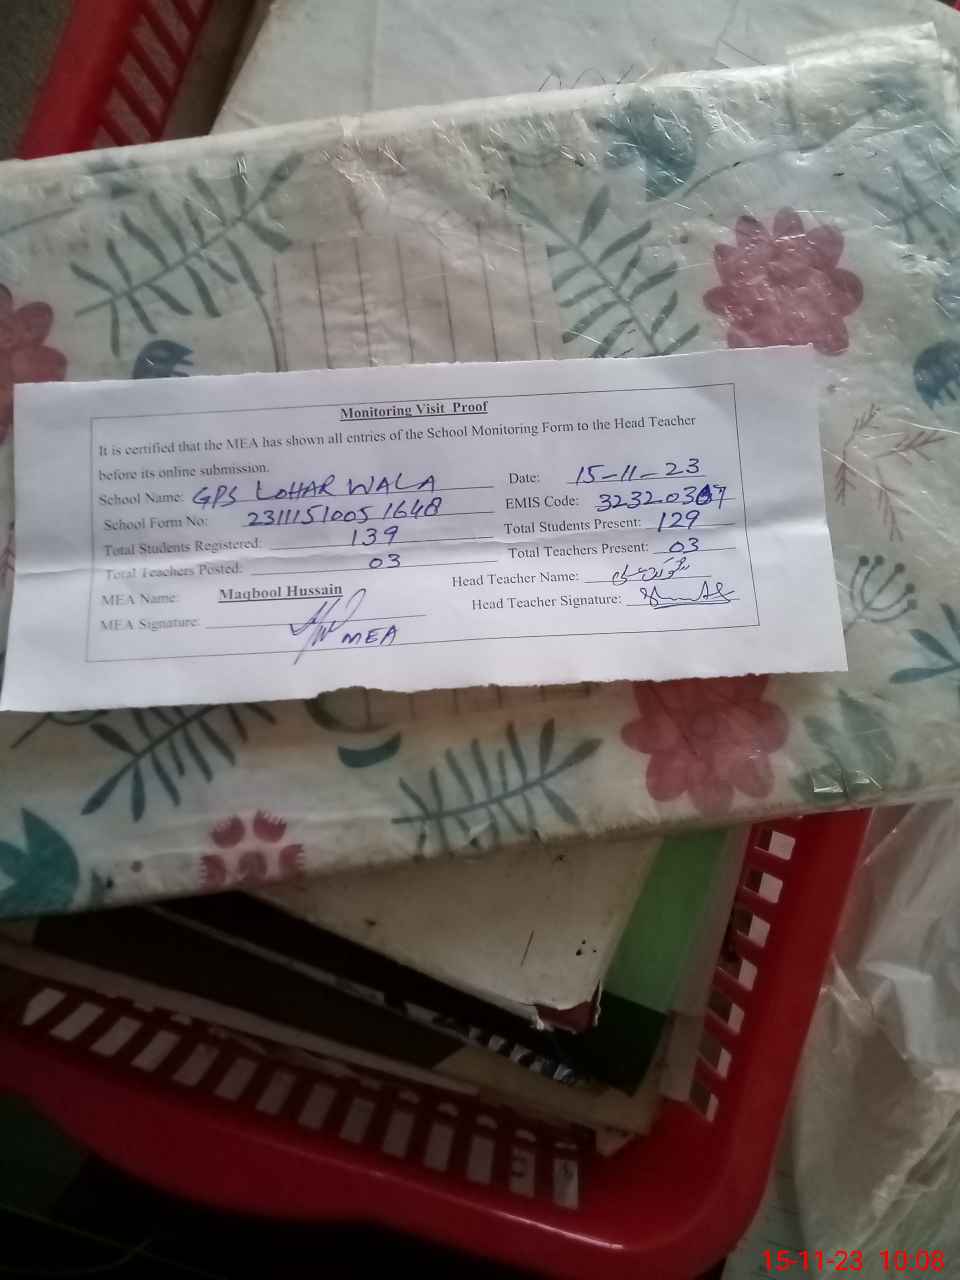 Monitoring Visit Proof
It is certified that the MEA has shown all entries of the School Monitoring Form to the Head Teacher
before its online submission.
School Name: GPS LOHAR WALA Date: 15-11-23
School Form No: 23111510051648 EMIS Code:
Total Students Registered: 139 Total Students Present: 129
Total Teachers Posted: 03 Total Teachers Present: 03
MEA Name: Maqbool Hussain Head Teacher Name:
MEA Signature: MEA Head Teacher Signature:
15-11-23 10:08